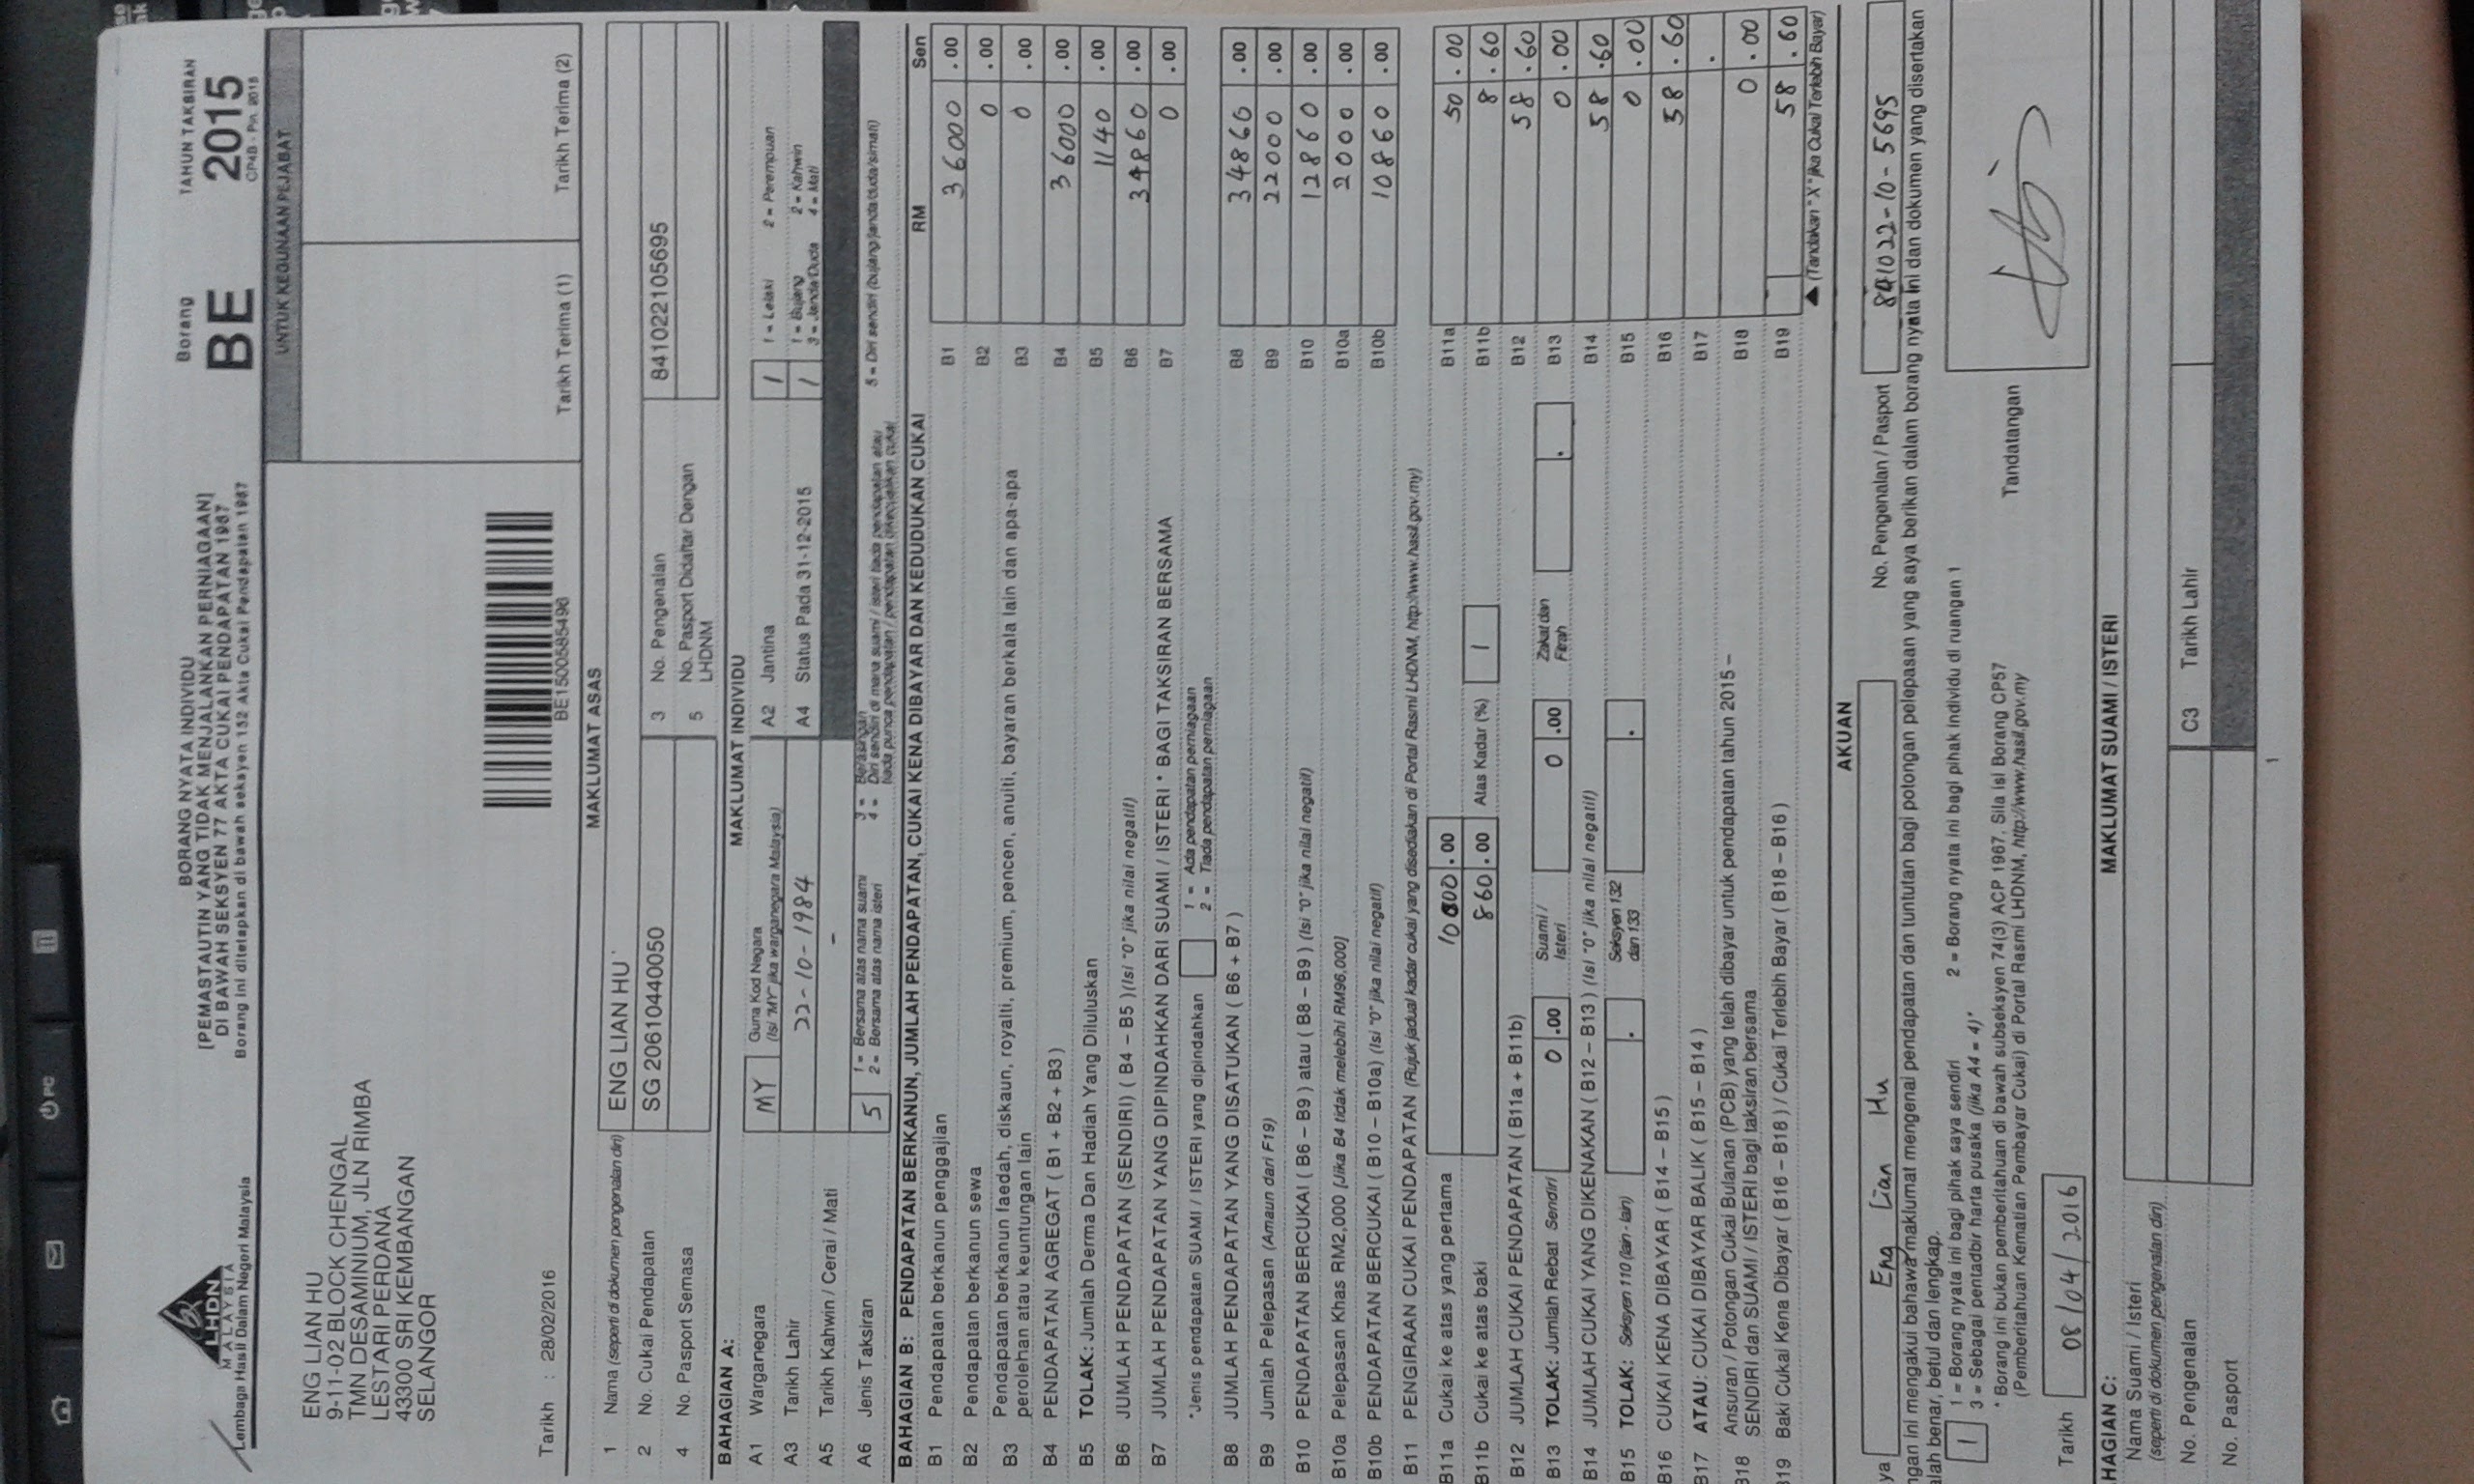 PC
LHDN
MALAYSIA
Lembaga Hasil Dalam Negeri Malaysia
BORANG NYATA INDIVIDU
[PEMASTAUTIN YANG TIDAK MENJALANKAN PERNIAGAAN]
DI BAWAH SEKSYEN 77 AKTA CUKAI PENDAPATAN 1967
Borang ini ditetapkan di bawah seksyen 152 Akta Cukai Pendapatan 1967
Borang
BE
TAHUN TAKSIRAN
2015
CP4B - Pin. 2015
UNTUK KEGUNAAN PEJABAT
ENG LIAN HU
9-11-02 BLOCK CHENGAL
TMN DESAMINIUM, JLN RIMBA
LESTARI PERDANA
43300 SRI KEMBANGAN
SELANGOR
Tarikh : 28/02/2016
BE1500585496
Tarikh Terima (1) Tarikh Terima (2)
MAKLUMAT ASAS
1 Nama (seperti di dokumen pengenalan diri) ENG LIAN HU
2 No. Cukai Pendapatan SG 20610440050 3 No. Pengenalan 841022105695
4 No. Pasport Semasa 5 No. Pasport Didaftar Dengan LHDNM
BAHAGIAN A: MAKLUMAT INDIVIDU
A1 Warganegara MY Guna Kod Negara (Isi "MY" jika warganegara Malaysia) A2 Jantina 1 1 = Lelaki 2 = Perempuan
A3 Tarikh Lahir 22-10-1984 A4 Status Pada 31-12-2015 1 1 = Bujang 2 = Kahwin 3 = Janda/Duda 4 = Mati
A5 Tarikh Kahwin / Cerai / Mati -
A6 Jenis Taksiran 5 1 = Bersama atas nama suami 2 = Bersama atas nama isteri 3 = Berasingan 4 = Diri sendiri di mana suami / isteri tiada pendapatan atau tiada punca pendapatan / pendapatan dikecualikan cukai 5 = Diri sendiri (bujang/janda/duda/simati)
BAHAGIAN B: PENDAPATAN BERKANUN, JUMLAH PENDAPATAN, CUKAI KENA DIBAYAR DAN KEDUDUKAN CUKAI RM Sen
B1 Pendapatan berkanun penggajian B1 36000 .00
B2 Pendapatan berkanun sewa B2 0 .00
B3 Pendapatan berkanun faedah, diskaun, royalti, premium, pencen, anuiti, bayaran berkala lain dan apa-apa
perolehan atau keuntungan lain B3 0 .00
B4 PENDAPATAN AGREGAT ( B1 + B2 + B3 ) B4 36000 .00
B5 TOLAK: Jumlah Derma Dan Hadiah Yang Diluluskan B5 1140 .00
B6 JUMLAH PENDAPATAN (SENDIRI) ( B4 – B5 )(Isi "0" jika nilai negatif) B6 34860 .00
B7 JUMLAH PENDAPATAN YANG DIPINDAHKAN DARI SUAMI / ISTERI * BAGI TAKSIRAN BERSAMA B7 0 .00
*Jenis pendapatan SUAMI / ISTERI yang dipindahkan 1 = Ada pendapatan perniagaan
2 = Tiada pendapatan perniagaan
B8 JUMLAH PENDAPATAN YANG DISATUKAN ( B6 + B7 ) B8 34860 .00
B9 Jumlah Pelepasan (Amaun dari F19) B9 22000 .00
B10 PENDAPATAN BERCUKAI ( B6 – B9 ) atau ( B8 – B9 ) (Isi "0" jika nilai negatif) B10 12860 .00
B10a Pelepasan Khas RM2,000 [Jika B4 tidak melebihi RM96,000] B10a 2000 .00
B10b PENDAPATAN BERCUKAI ( B10 – B10a) (Isi "0" jika nilai negatif) B10b 10860 .00
B11 PENGIRAAN CUKAI PENDAPATAN (Rujuk jadual kadar cukai yang disediakan di Portal Rasmi LHDNM, http://www.hasil.gov.my)
B11a Cukai ke atas yang pertama 10000 .00 B11a 50 .00
B11b Cukai ke atas baki 860 .00 Atas Kadar (%) 1 B11b 8 .60
B12 JUMLAH CUKAI PENDAPATAN ( B11a + B11b) B12 58 .60
B13 TOLAK: Jumlah Rebat Sendiri 0 .00 Suami / Isteri 0 .00 Zakat dan Fitrah . B13 0 .00
B14 JUMLAH CUKAI YANG DIKENAKAN ( B12 – B13 ) (Isi "0" jika nilai negatif) B14 58 .60
B15 TOLAK: Seksyen 110 (lain - lain) . Seksyen 132 dan 133 . B15 0 .00
B16 CUKAI KENA DIBAYAR ( B14 – B15 ) B16 58 .60
B17 ATAU: CUKAI DIBAYAR BALIK ( B15 – B14 ) B17 .
B18 Ansuran / Potongan Cukai Bulanan (PCB) yang telah dibayar untuk pendapatan tahun 2015 –
SENDIRI dan SUAMI / ISTERI bagi taksiran bersama B18 0 .00
B19 Baki Cukai Kena Dibayar ( B16 – B18 ) / Cukai Terlebih Bayar ( B18 – B16 ) B19 58 .60
(Tandakan "X" jika Cukai Terlebih Bayar)
AKUAN
ya Eng Lian Hu No. Pengenalan / Pasport 841022-10-5695
ngan ini mengakui bahawa maklumat mengenai pendapatan dan tuntutan bagi potongan pelepasan yang saya berikan dalam borang nyata ini dan dokumen yang disertakan
alah benar, betul dan lengkap.
1 1 = Borang nyata ini bagi pihak saya sendiri 2 = Borang nyata ini bagi pihak individu di ruangan 1
3 = Sebagai pentadbir harta pusaka (jika A4 = 4)*
* Borang ini bukan pemberitahuan di bawah subseksyen 74(3) ACP 1967, Sila isi Borang CP57
(Pemberitahuan Kematian Pembayar Cukai) di Portal Rasmi LHDNM, http://www.hasil.gov.my
Tandatangan
Tarikh 08/04/2016
HAGIAN C: MAKLUMAT SUAMI / ISTERI
Nama Suami / Isteri
(seperti di dokumen pengenalan diri)
No. Pengenalan C3 Tarikh Lahir
No. Pasport
1